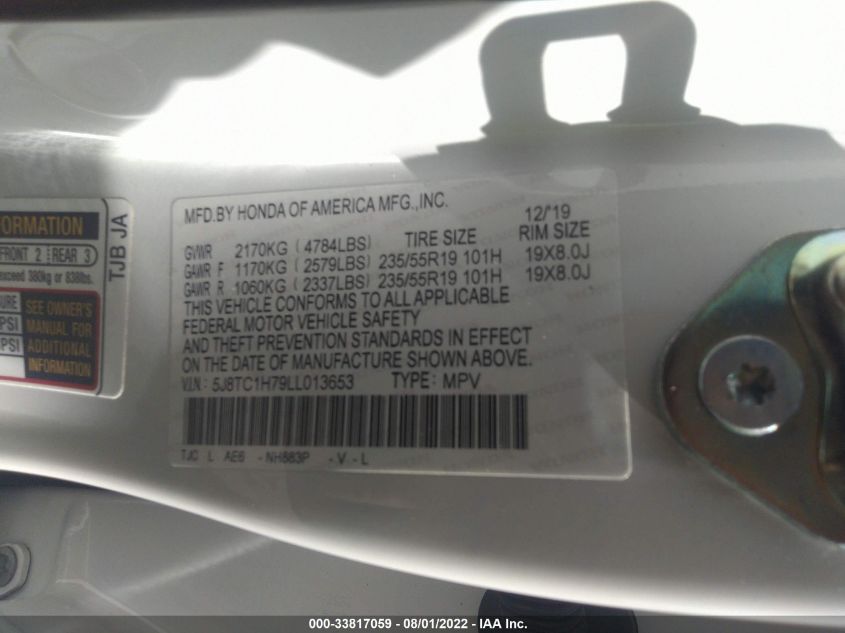 FORMATION
FRONT 2 REAR 3
exceed 380kg or 838lbs.
SURE
SEE OWNER'S
PSI
MANUAL FOR
PSI
ADDITIONAL
INFORMATION
TJB JA
MFD.BY HONDA OF AMERICA MFG.,INC. 12/'19
GVWR 2170KG ( 4784LBS) TIRE SIZE RIM SIZE
GAWR F 1170KG ( 2579LBS) 235/55R19 101H 19X8.0J
GAWR R 1060KG ( 2337LBS) 235/55R19 101H 19X8.0J
THIS VEHICLE CONFORMS TO ALL APPLICABLE
FEDERAL MOTOR VEHICLE SAFETY
AND THEFT PREVENTION STANDARDS IN EFFECT
ON THE DATE OF MANUFACTURE SHOWN ABOVE.
V.I.N.: 5J8TC1H79LL013653 TYPE: MPV
TJC L AE6 -NH883P -V-L
000-33817059 - 08/01/2022 - IAA Inc.